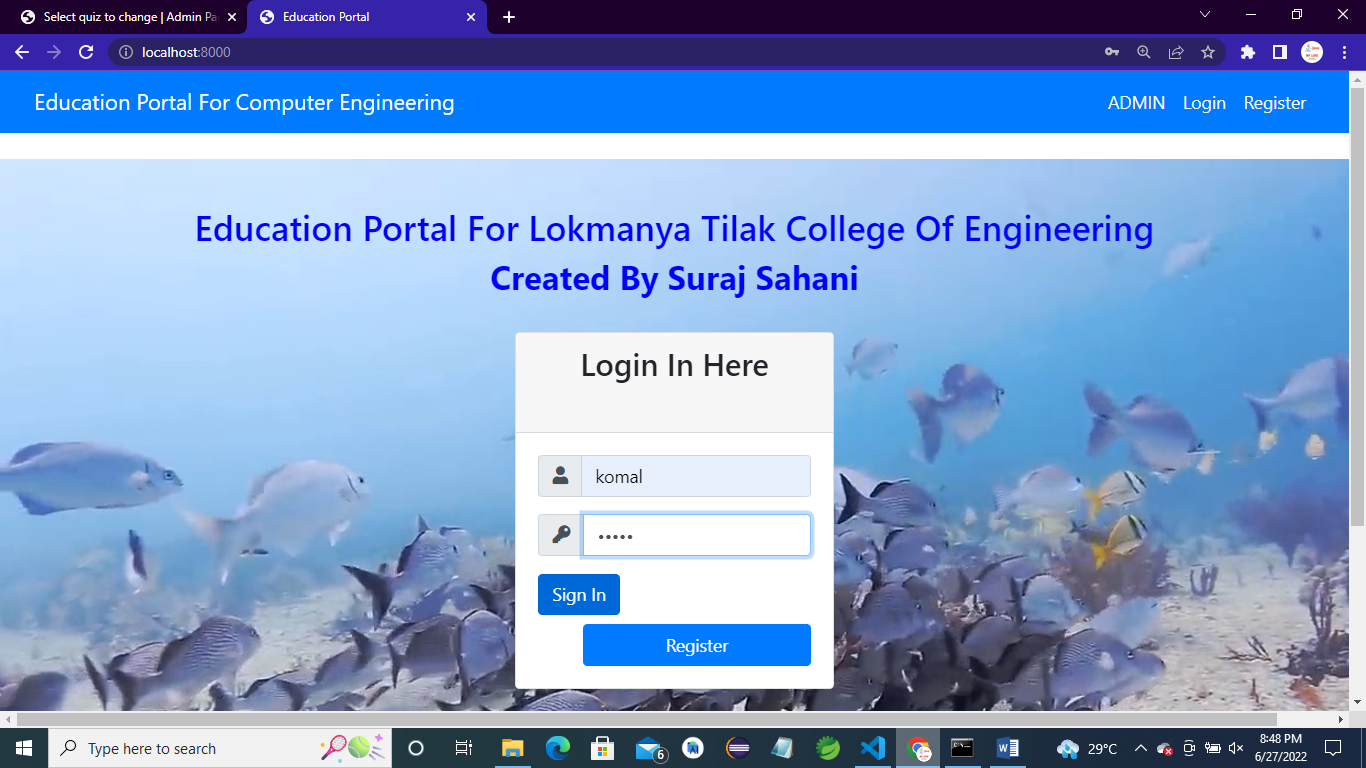 Select quiz to change | Admin Pa
Education Portal
localhost:8000
Education Portal For Computer Engineering
ADMIN Login Register
Education Portal For Lokmanya Tilak College Of Engineering
Created By Suraj Sahani
Login In Here
komal
•••••
Sign In
Register
Type here to search
6
29°C
8:48 PM
6/27/2022